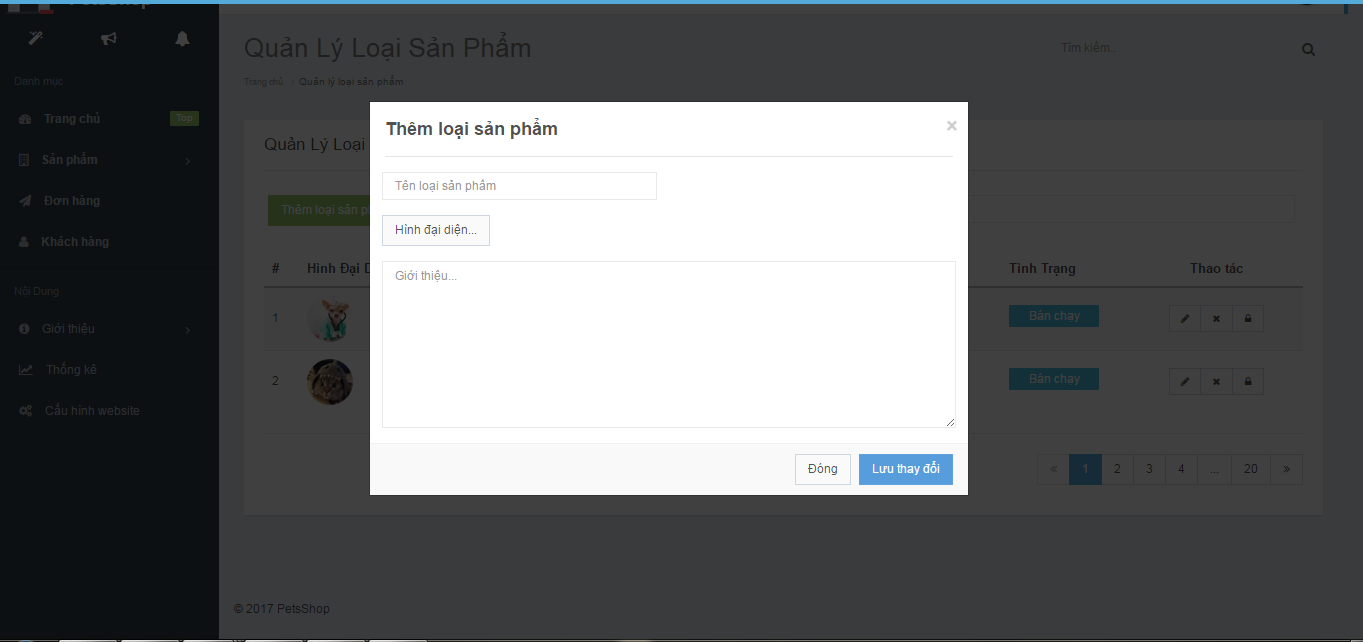 PetsShop
Quản Lý Loại Sản Phẩm
Tìm kiếm..
Danh mục
Trang chủ
Quản lý loại sản phẩm
Trang chủ
Top
Sản phẩm
Đơn hàng
Khách hàng
Nội Dung
Giới thiệu
Thống kê
Cấu hình website
Thêm loại sản phẩm
×
Tên loại sản phẩm
Hình đại diện...
Giới thiệu...
Đóng
Lưu thay đổi
Quản Lý Loại
Thêm loại sản
# Hình Đại
Tình Trạng
Thao tác
1
Bán chạy
2
Bán chạy
« 1 2 3 4 ... 20 »
© 2017 PetsShop